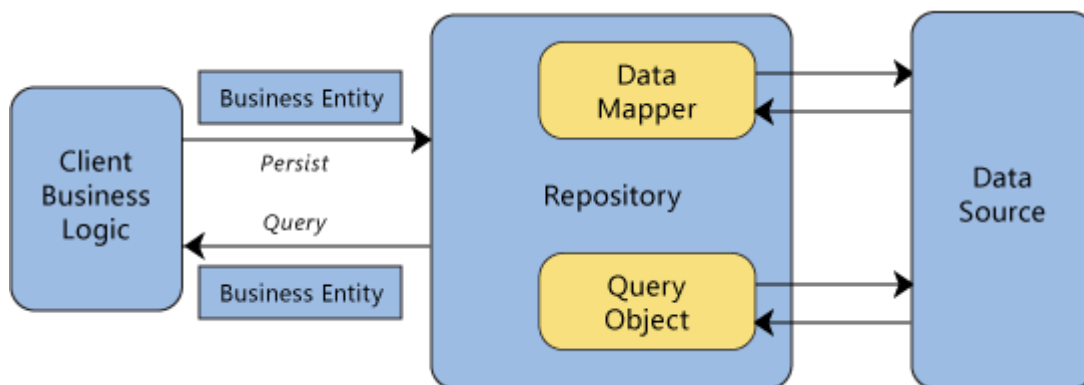 Client
Business
Logic
Business Entity
Persist
Query
Business Entity
Data
Mapper
Repository
Query
Object
Data
Source